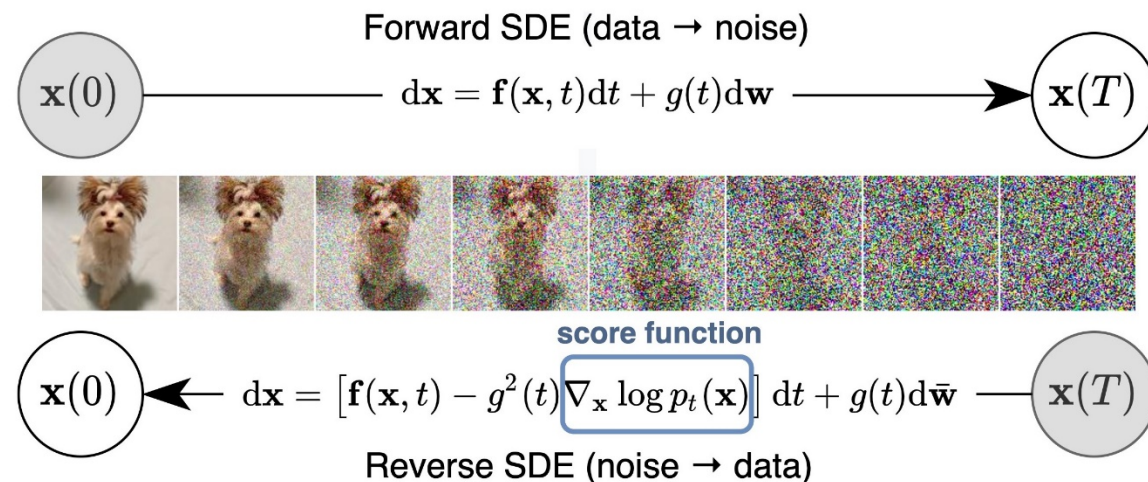 Forward SDE (data → noise)
x(0) dx = f(x, t)dt + g(t)dw x(T)
score function
x(0) dx = [f(x, t) − g²(t)∇ₓ log pₜ(x)] dt + g(t)dw̄ x(T)
Reverse SDE (noise → data)